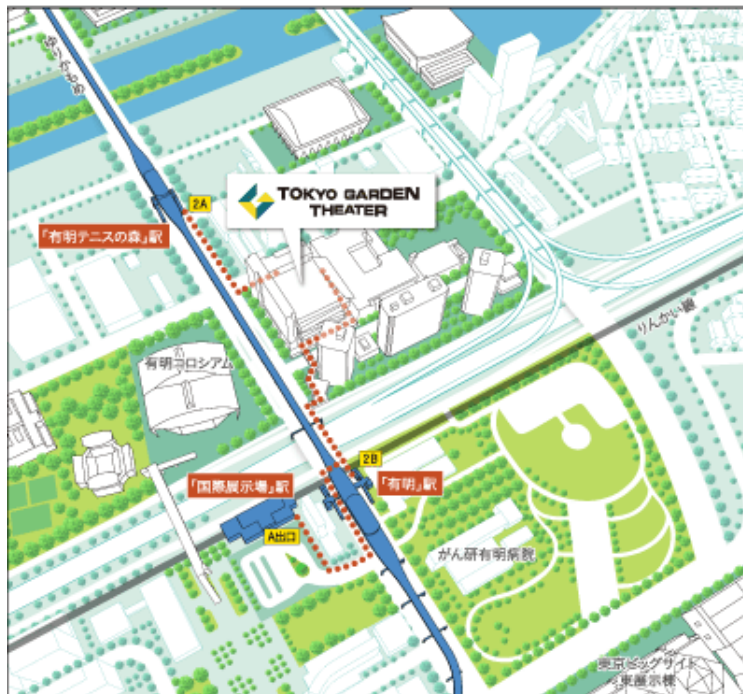 ゆりかもめ
2A
TOKYO GARDEN
THEATER
「有明テニスの森」駅
りんかい線
有明コロシアム
2B
「国際展示場」駅
「有明」駅
A出口
がん研有明病院
東京ビッグサイト
東展示棟